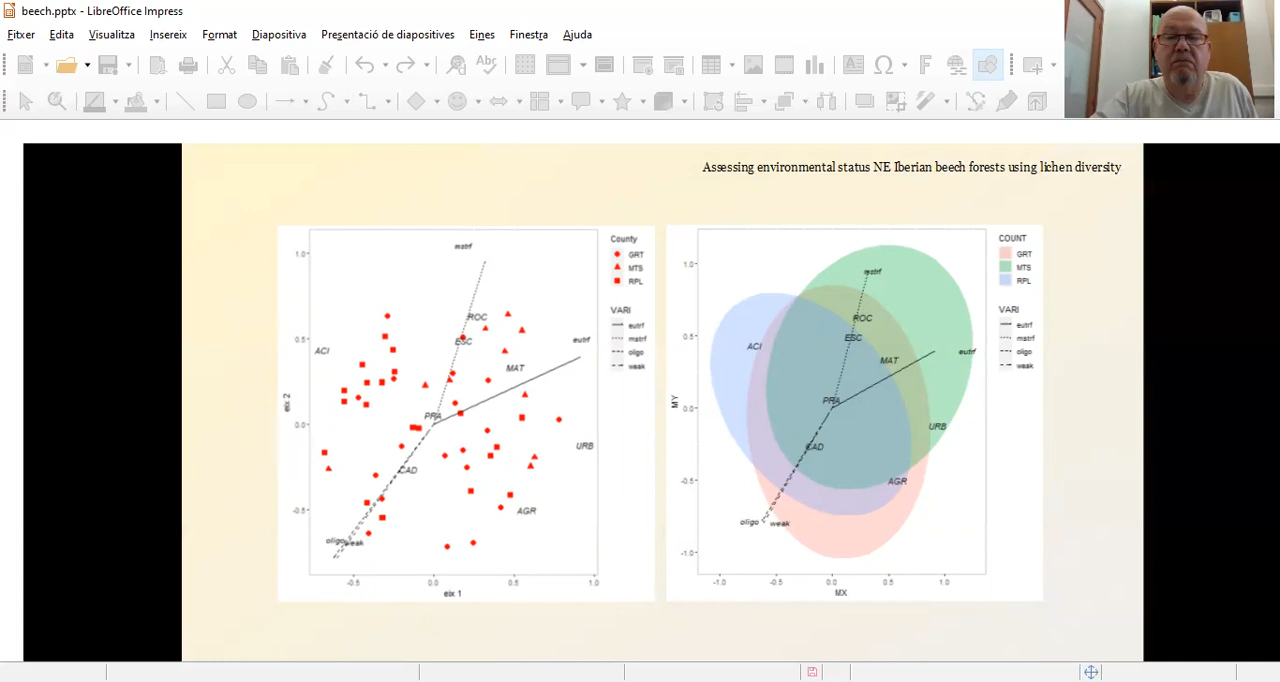 beech.pptx - LibreOffice Impress
Fitxer Edita Visualitza Insereix Format Diapositiva Presentació de diapositives Eines Finestra Ajuda
Abc
Assessing environmental status NE Iberian beech forests using lichen diversity
mstrf
ROC
ESC
eutrf
ACI
MAT
PRA
URB
CAD
AGR
oligo
weak
1.0
0.5
0.0
-0.5
eix 2
-0.5 0.0 0.5 1.0
eix 1
County
GRT
MTS
RPL
VARI
eutrf
mstrf
oligo
weak
mstrf
ROC
ESC
ACI
MAT
eutrf
PRA
URB
CAD
AGR
oligo weak
1.0
0.5
0.0
-0.5
-1.0
MY
-1.0 -0.5 0.0 0.5 1.0
MX
COUNT
GRT
MTS
RPL
VARI
eutrf
mstrf
oligo
weak